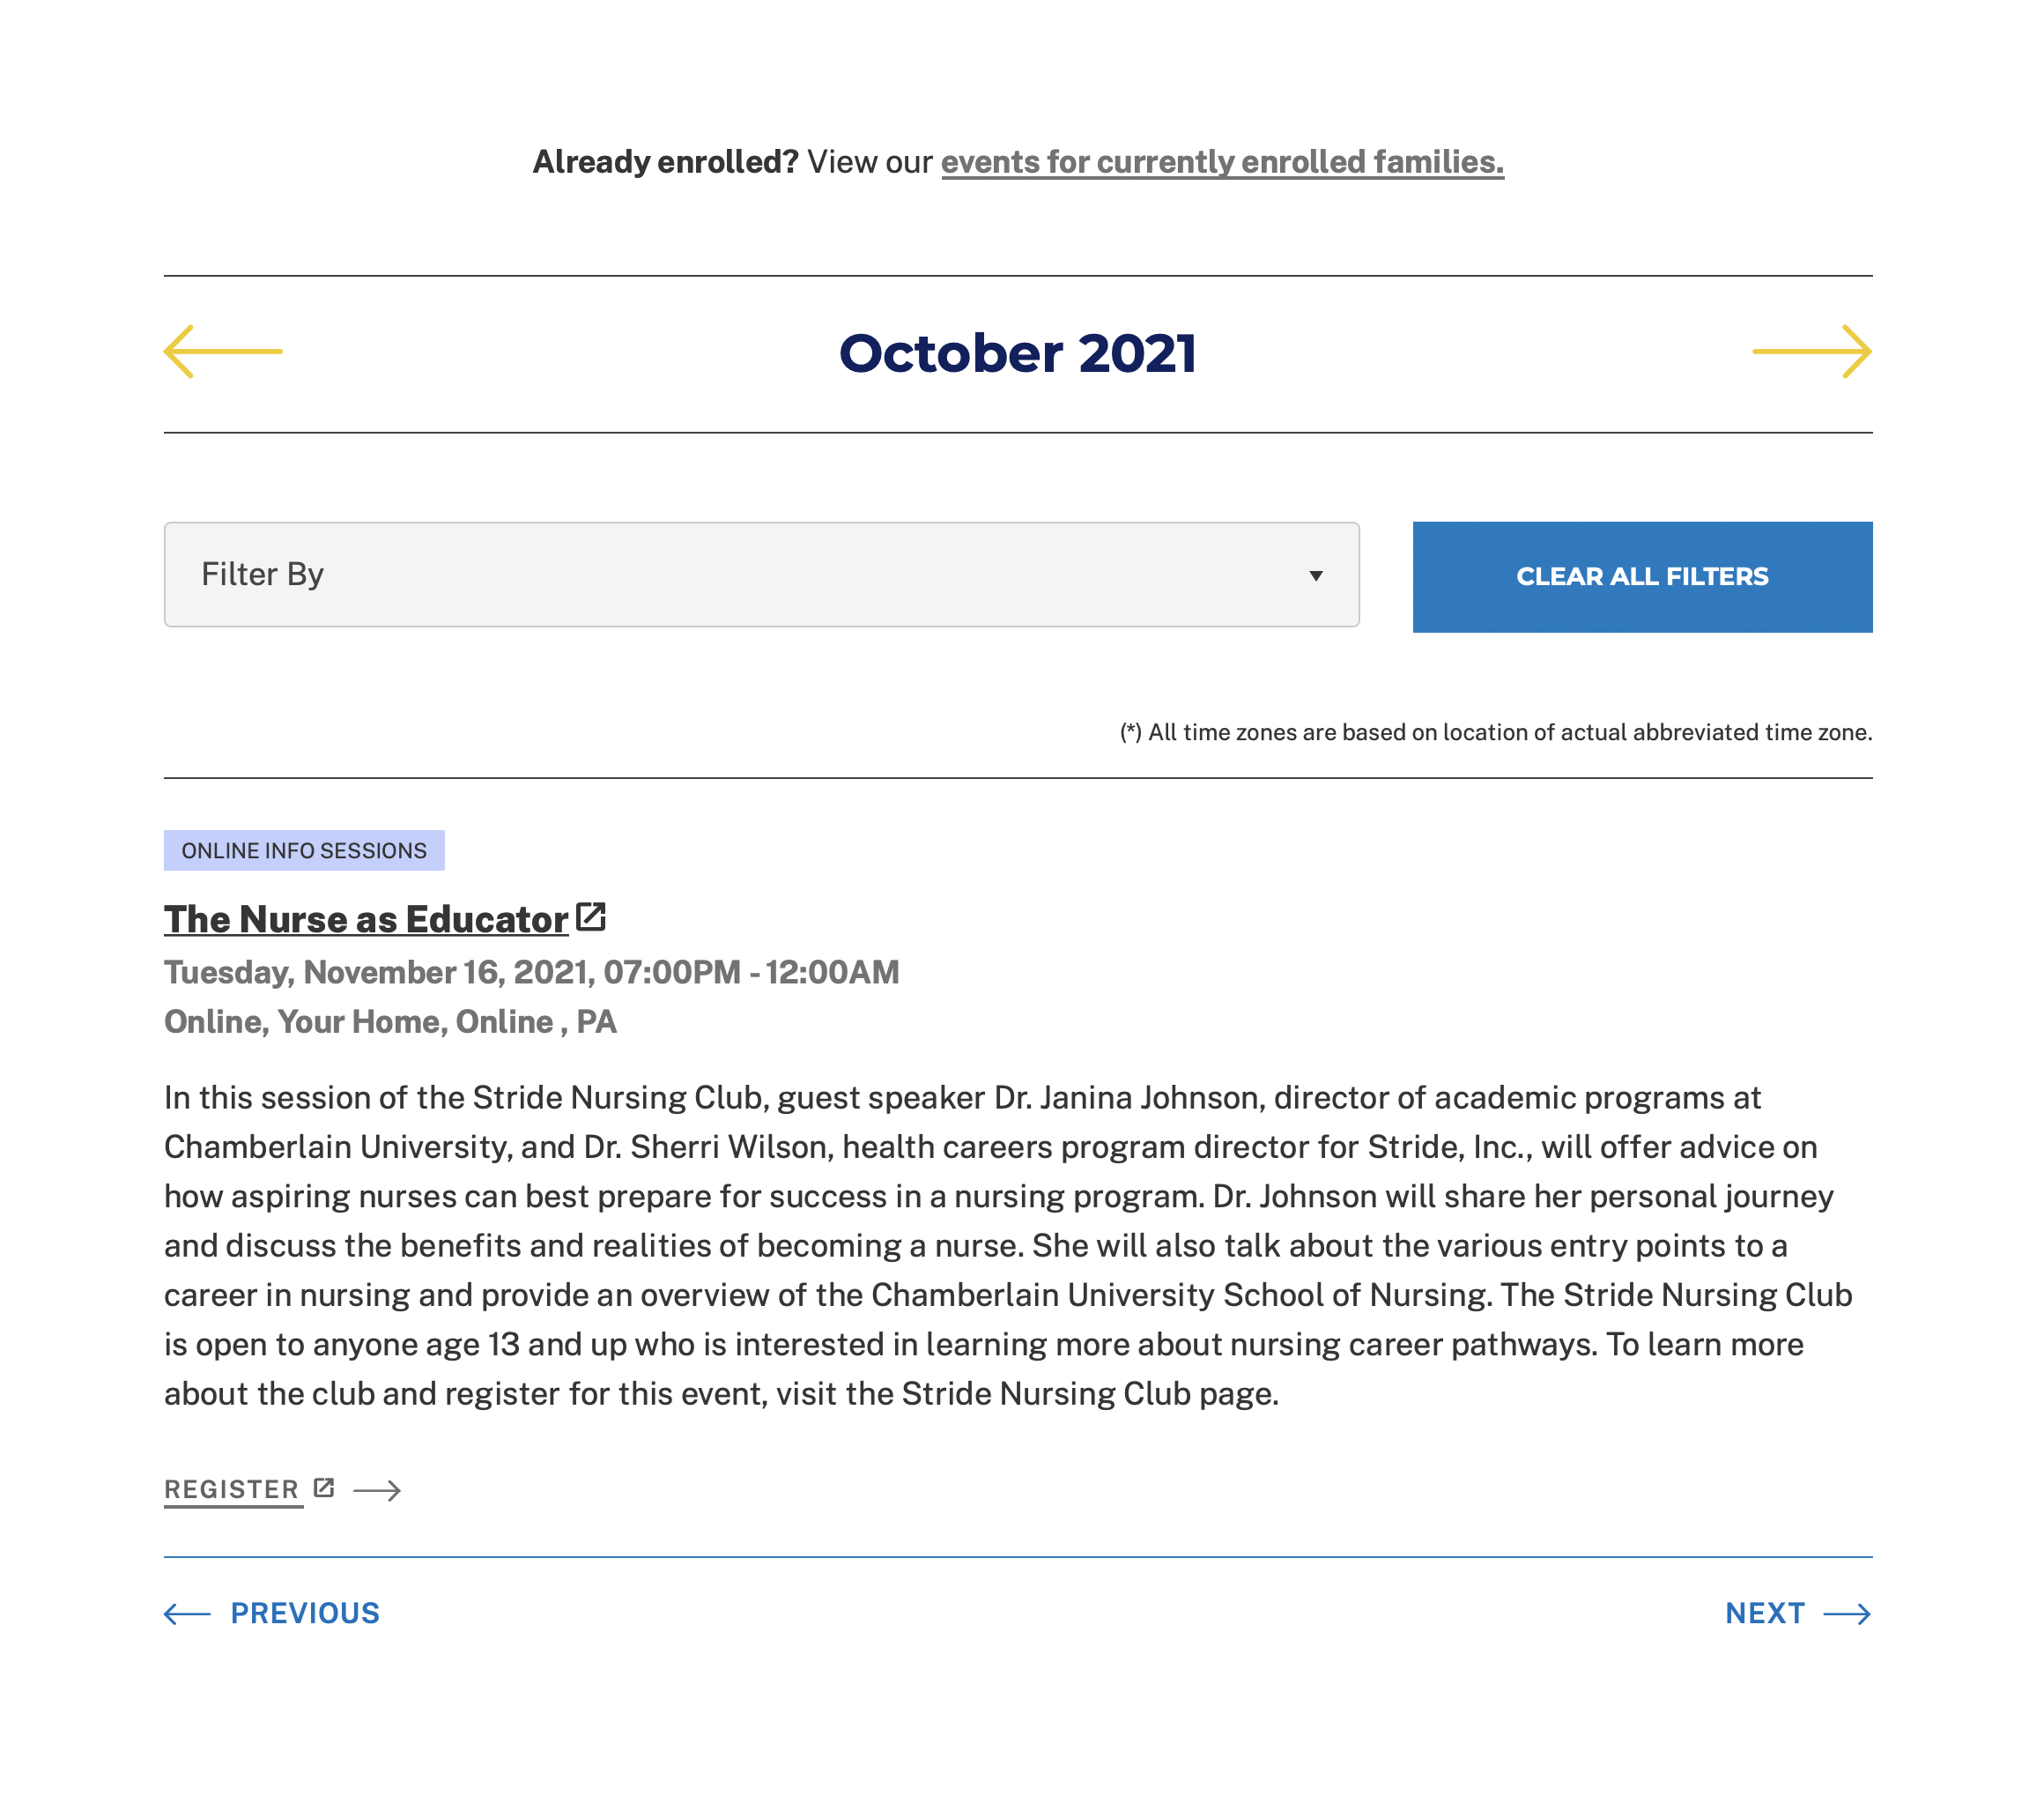 Already enrolled? View our events for currently enrolled families.
October 2021
Filter By
CLEAR ALL FILTERS
(*) All time zones are based on location of actual abbreviated time zone.
ONLINE INFO SESSIONS
The Nurse as Educator
Tuesday, November 16, 2021, 07:00PM - 12:00AM
Online, Your Home, Online , PA
In this session of the Stride Nursing Club, guest speaker Dr. Janina Johnson, director of academic programs at
Chamberlain University, and Dr. Sherri Wilson, health careers program director for Stride, Inc., will offer advice on
how aspiring nurses can best prepare for success in a nursing program. Dr. Johnson will share her personal journey
and discuss the benefits and realities of becoming a nurse. She will also talk about the various entry points to a
career in nursing and provide an overview of the Chamberlain University School of Nursing. The Stride Nursing Club
is open to anyone age 13 and up who is interested in learning more about nursing career pathways. To learn more
about the club and register for this event, visit the Stride Nursing Club page.
REGISTER
PREVIOUS
NEXT